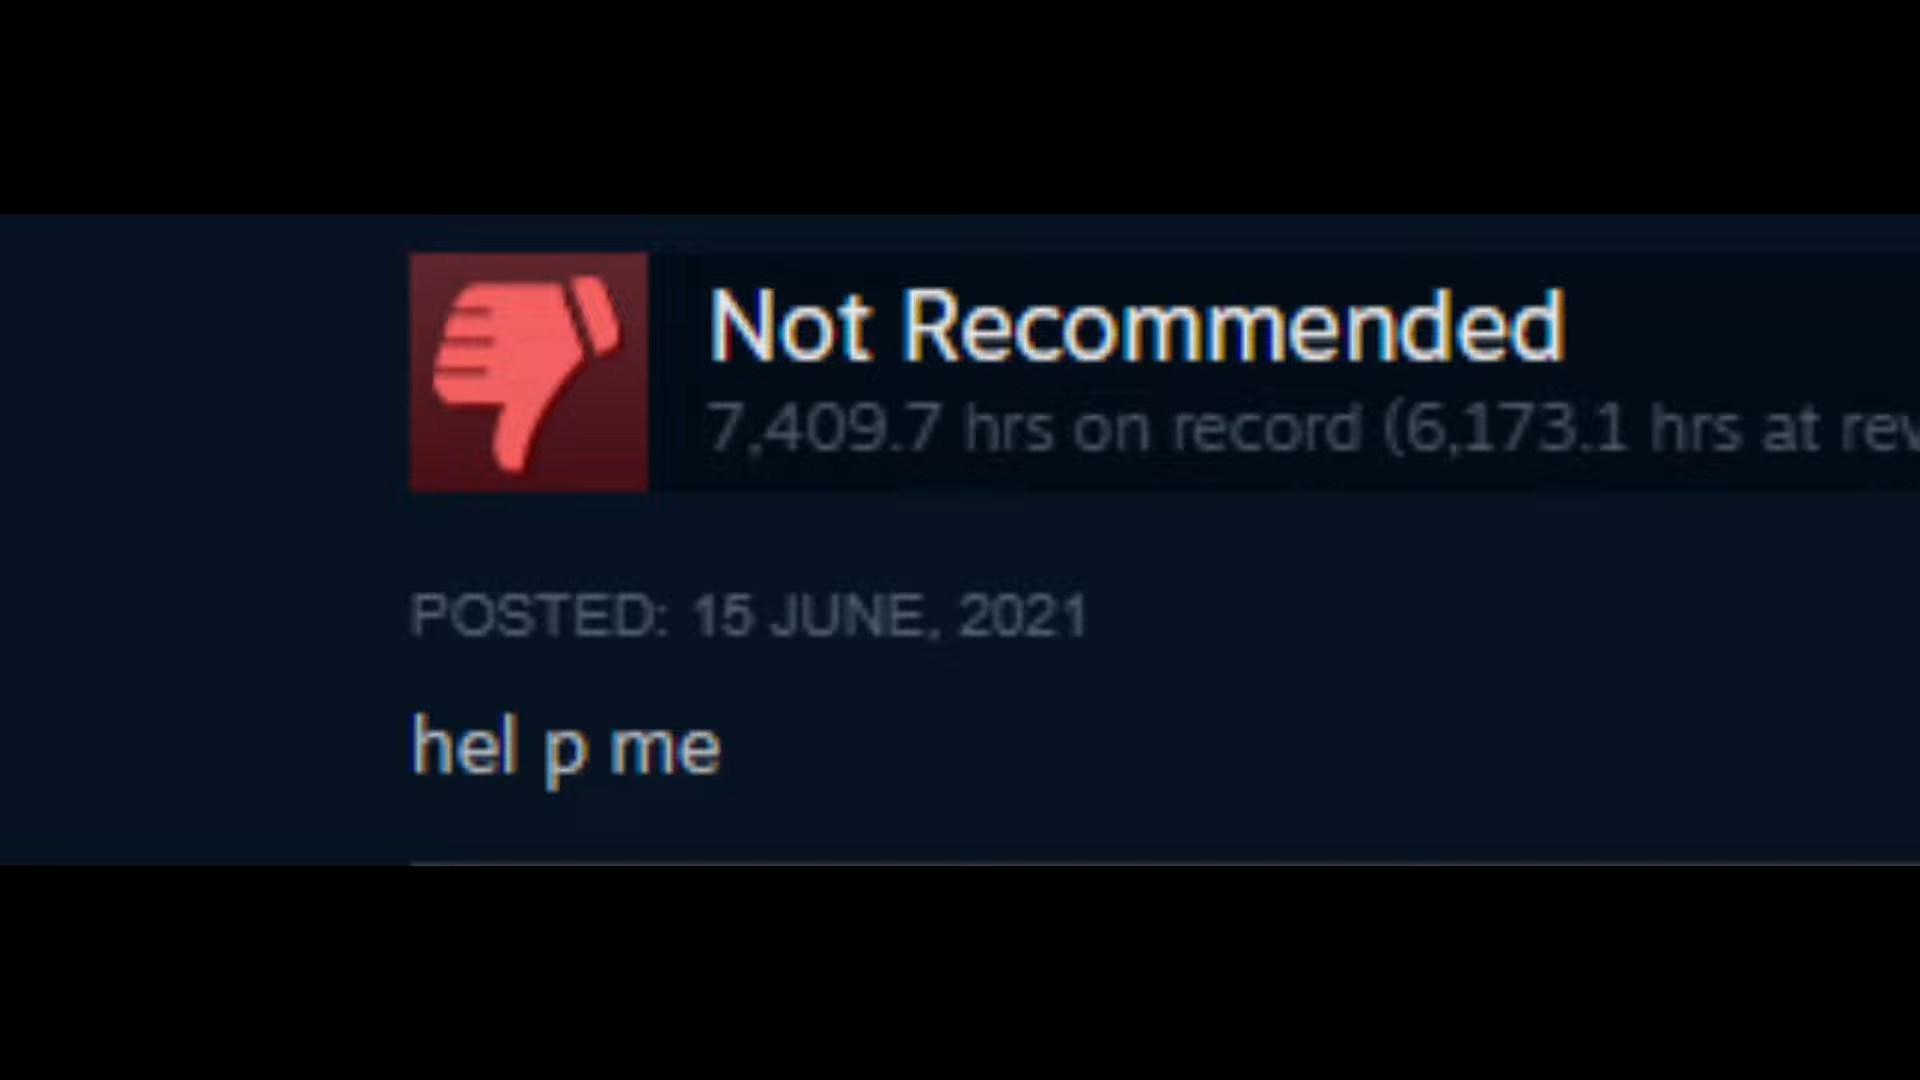 Not Recommended
7,409.7 hrs on record (6,173.1 hrs at rev
POSTED: 15 JUNE, 2021
hel p me